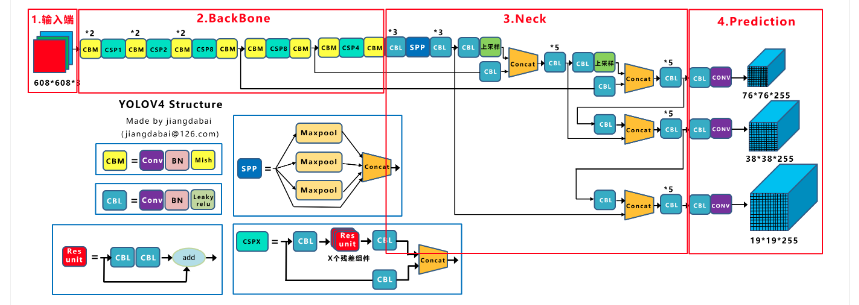 1.输入端
2.BackBone
3.Neck
4.Prediction
*2
*2
*3
*3
CBM
CSP1
CBM
CSP2
CBM
CSP8
CBM
CBM
CSP8
CBM
CBM
CSP4
CBM
CBL
SPP
CBL
CBL
上采样
CBL
Concat
*5
CBL
CBL
上采样
CBL
Concat
*5
CBL
CBL
CONV
608*608*3
76*76*255
YOLOV4 Structure
Made by jiangdabai
(jiangdabai@126.com)
CBL
Concat
*5
CBL
CBL
CONV
38*38*255
CBM
=
Conv
BN
Mish
CBL
=
Conv
BN
Leaky
relu
SPP
=
Maxpool
Maxpool
Maxpool
Concat
CBL
Concat
*5
CBL
CBL
CONV
19*19*255
Res
unit
=
CBL
CBL
add
CSPX
=
CBL
Res
unit
CBL
X个残差组件
CBL
Concat